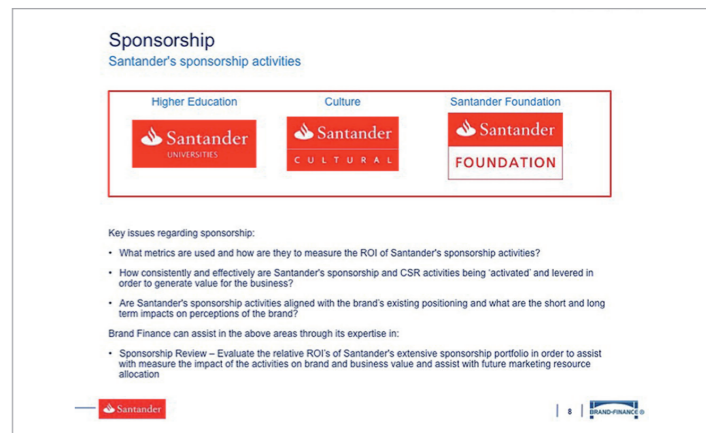 Sponsorship
Santander's sponsorship activities
Higher Education Culture Santander Foundation
Santander
UNIVERSITIES
Santander
CULTURAL
Santander
FOUNDATION
Key issues regarding sponsorship:
• What metrics are used and how are they to measure the ROI of Santander's sponsorship activities?
• How consistently and effectively are Santander's sponsorship and CSR activities being 'activated' and levered in
order to generate value for the business?
• Are Santander's sponsorship activities aligned with the brand's existing positioning and what are the short and long
term impacts on perceptions of the brand?
Brand Finance can assist in the above areas through its expertise in:
• Sponsorship Review – Evaluate the relative ROI's of Santander's extensive sponsorship portfolio in order to assist
with measure the impact of the activities on brand and business value and assist with future marketing resource
allocation
Santander
8
BRAND-FINANCE ®